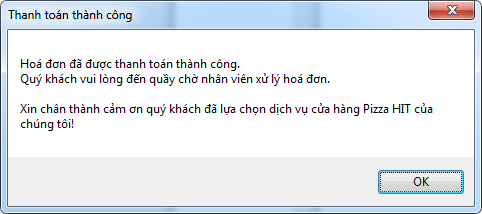 Thanh toán thành công
Hoá đơn đã được thanh toán thành công.
Quý khách vui lòng đến quầy chờ nhân viên xử lý hoá đơn.
Xin chân thành cảm ơn quý khách đã lựa chọn dịch vụ cửa hàng Pizza HIT của
chúng tôi!
OK